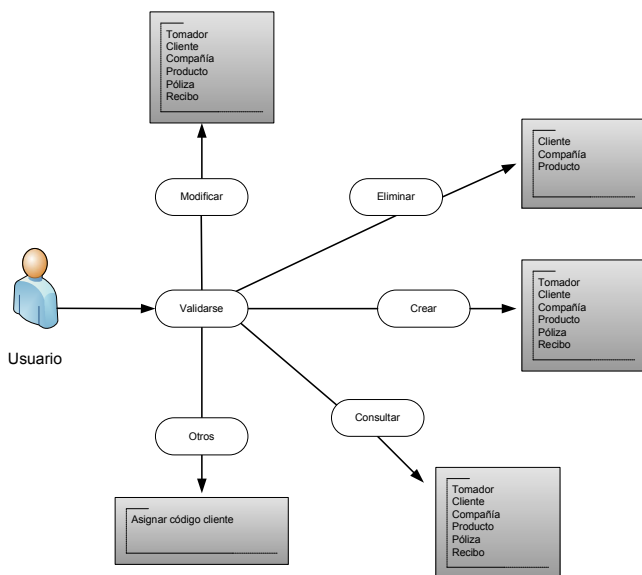 Tomador
Cliente
Compañía
Producto
Póliza
Recibo
Modificar
Eliminar
Cliente
Compañía
Producto
Usuario
Validarse
Crear
Tomador
Cliente
Compañía
Producto
Póliza
Recibo
Otros
Consultar
Asignar código cliente
Tomador
Cliente
Compañía
Producto
Póliza
Recibo